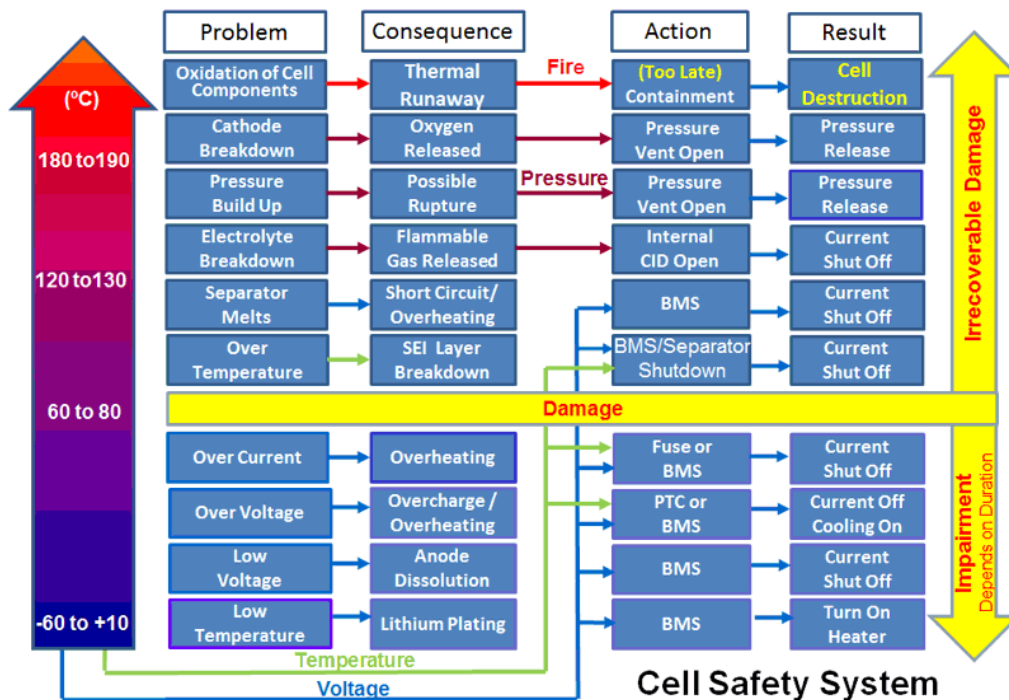 Problem
Consequence
Action
Result
Oxidation of Cell
Components
Thermal
Runaway
Fire
(Too Late)
Containment
Cell
Destruction
(ºC)
Cathode
Breakdown
Oxygen
Released
Pressure
Vent Open
Pressure
Release
180 to190
Pressure
Build Up
Possible
Rupture
Pressure
Pressure
Vent Open
Pressure
Release
Electrolyte
Breakdown
Flammable
Gas Released
Internal
CID Open
Current
Shut Off
120 to130
Separator
Melts
Short Circuit/
Overheating
BMS
Current
Shut Off
Over
Temperature
SEI Layer
Breakdown
BMS/Separator
Shutdown
Current
Shut Off
Irrecoverable Damage
60 to 80
Damage
Over Current
Overheating
Fuse or
BMS
Current
Shut Off
Over Voltage
Overcharge /
Overheating
PTC or
BMS
Current Off
Cooling On
Low
Voltage
Anode
Dissolution
BMS
Current
Shut Off
Impairment
Depends on Duration
-60 to +10
Low
Temperature
Lithium Plating
BMS
Turn On
Heater
Temperature
Voltage
Cell Safety System